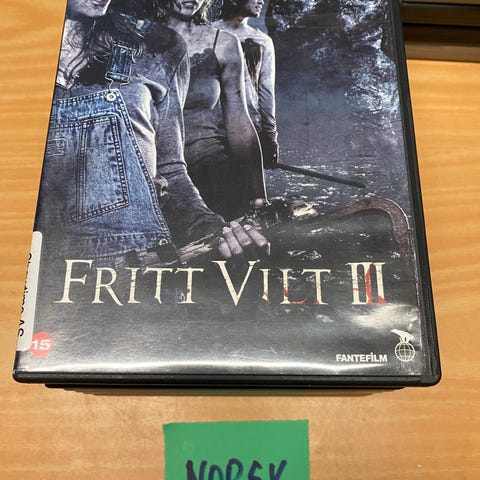 FRITT VILT III
15
FANTEFILM
NORSK